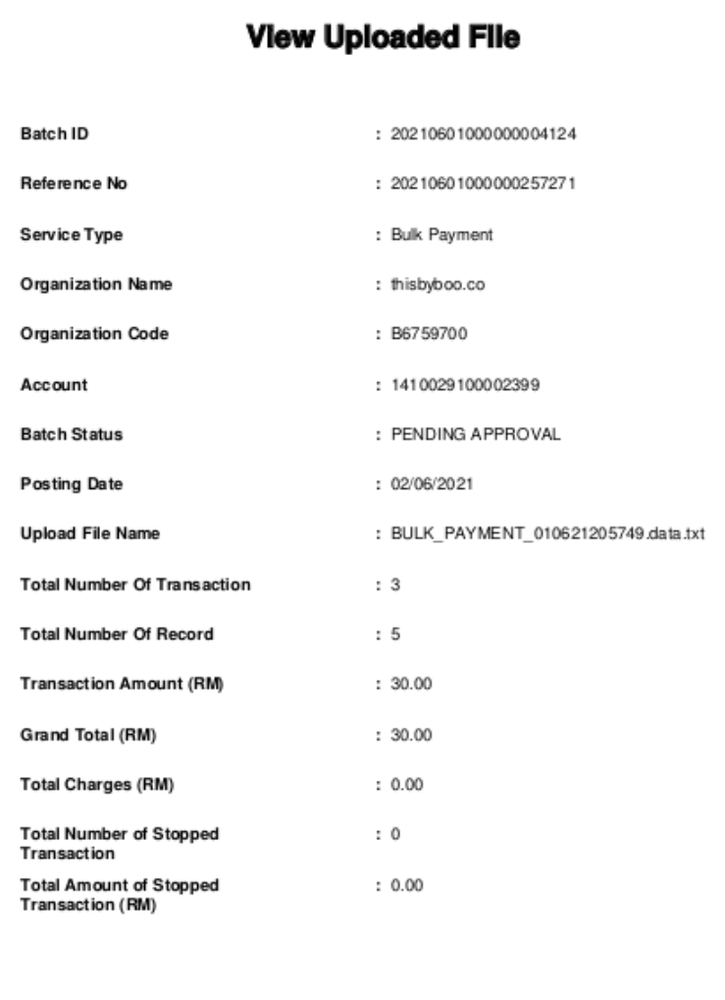 View Uploaded File
Batch ID : 20210601000000004124
Reference No : 20210601000000257271
Service Type : Bulk Payment
Organization Name : thisbyboo.co
Organization Code : B6759700
Account : 1410029100002399
Batch Status : PENDING APPROVAL
Posting Date : 02/06/2021
Upload File Name : BULK_PAYMENT_010621205749.data.txt
Total Number Of Transaction : 3
Total Number Of Record : 5
Transaction Amount (RM) : 30.00
Grand Total (RM) : 30.00
Total Charges (RM) : 0.00
Total Number of Stopped : 0
Transaction
Total Amount of Stopped : 0.00
Transaction (RM)